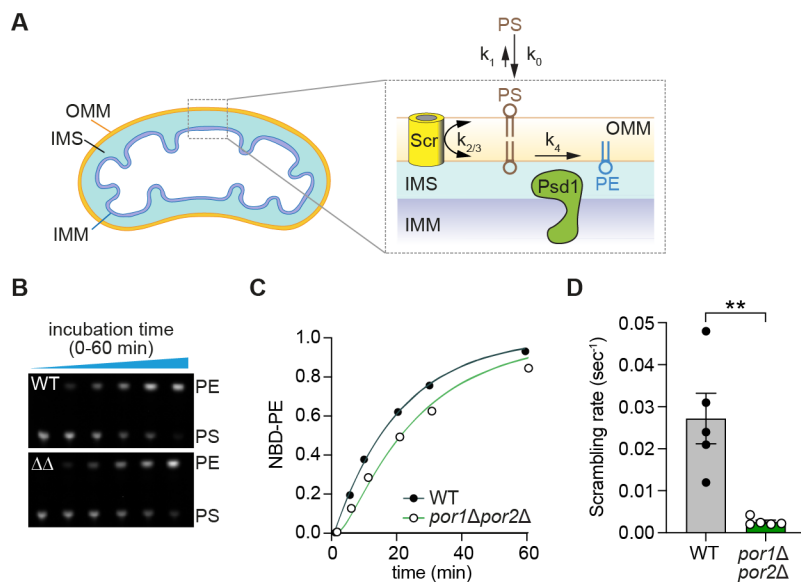 A
OMM
IMS
IMM
PS
k1
k0
PS
Scr
k2/3
k4
OMM
IMS
Psd1
PE
IMM
B
incubation time
(0-60 min)
WT
PE
PS
ΔΔ
PE
PS
C
1.0
0.8
0.6
0.4
0.2
0.0
NBD-PE
WT
por1Δpor2Δ
0
20
40
60
time (min)
D
**
0.05
0.04
0.03
0.02
0.01
0.00
Scrambling rate (sec⁻¹)
WT
por1Δ
por2Δ